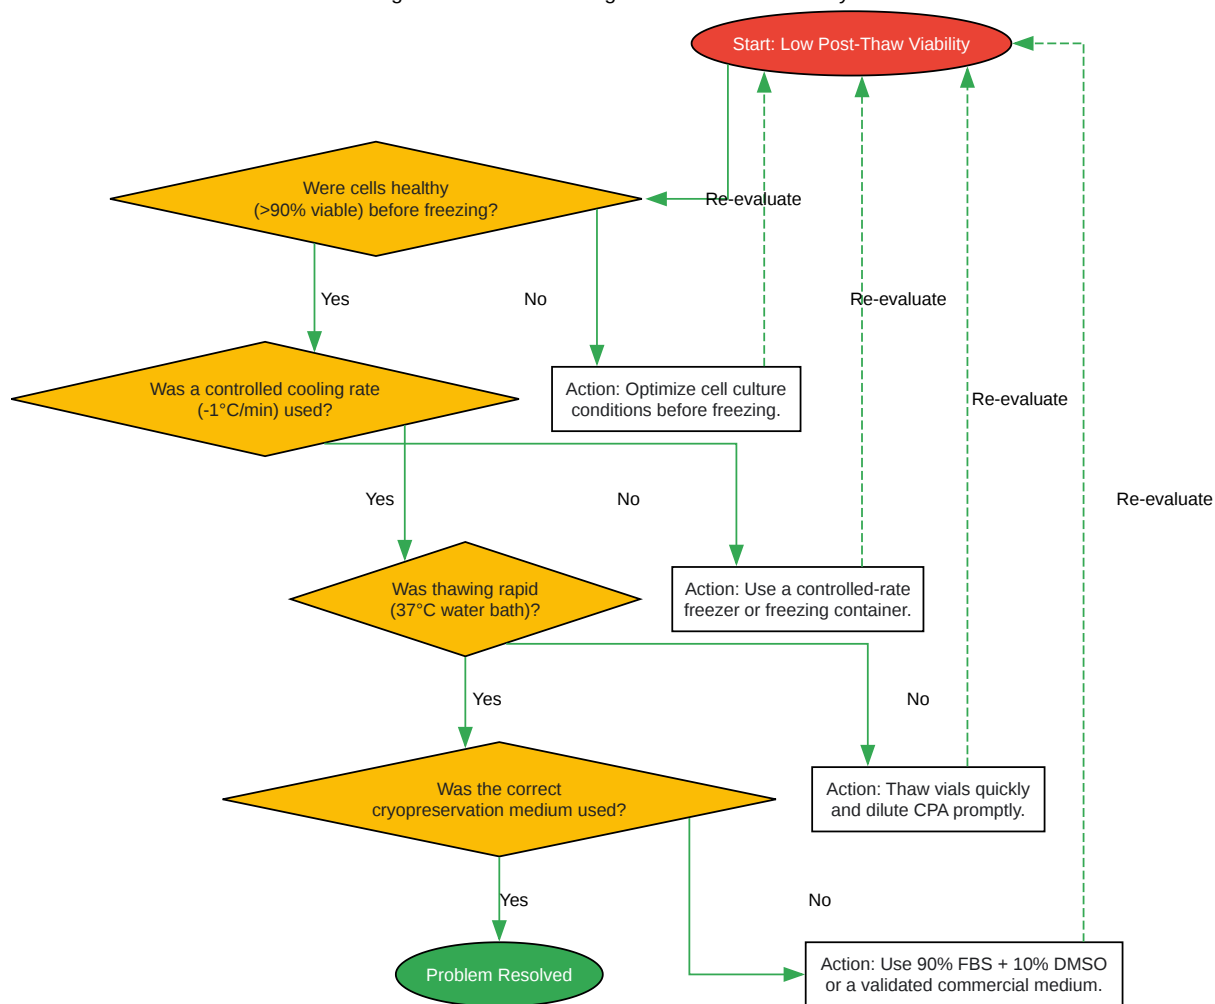 Start: Low Post-Thaw Viability
Were cells healthy
(>90% viable) before freezing?
Re-evaluate
Yes
No
Re-evaluate
Was a controlled cooling rate
(-1°C/min) used?
Action: Optimize cell culture
conditions before freezing.
Re-evaluate
Yes
No
Re-evaluate
Was thawing rapid
(37°C water bath)?
Action: Use a controlled-rate
freezer or freezing container.
Yes
No
Was the correct
cryopreservation medium used?
Action: Thaw vials quickly
and dilute CPA promptly.
Yes
No
Problem Resolved
Action: Use 90% FBS + 10% DMSO
or a validated commercial medium.